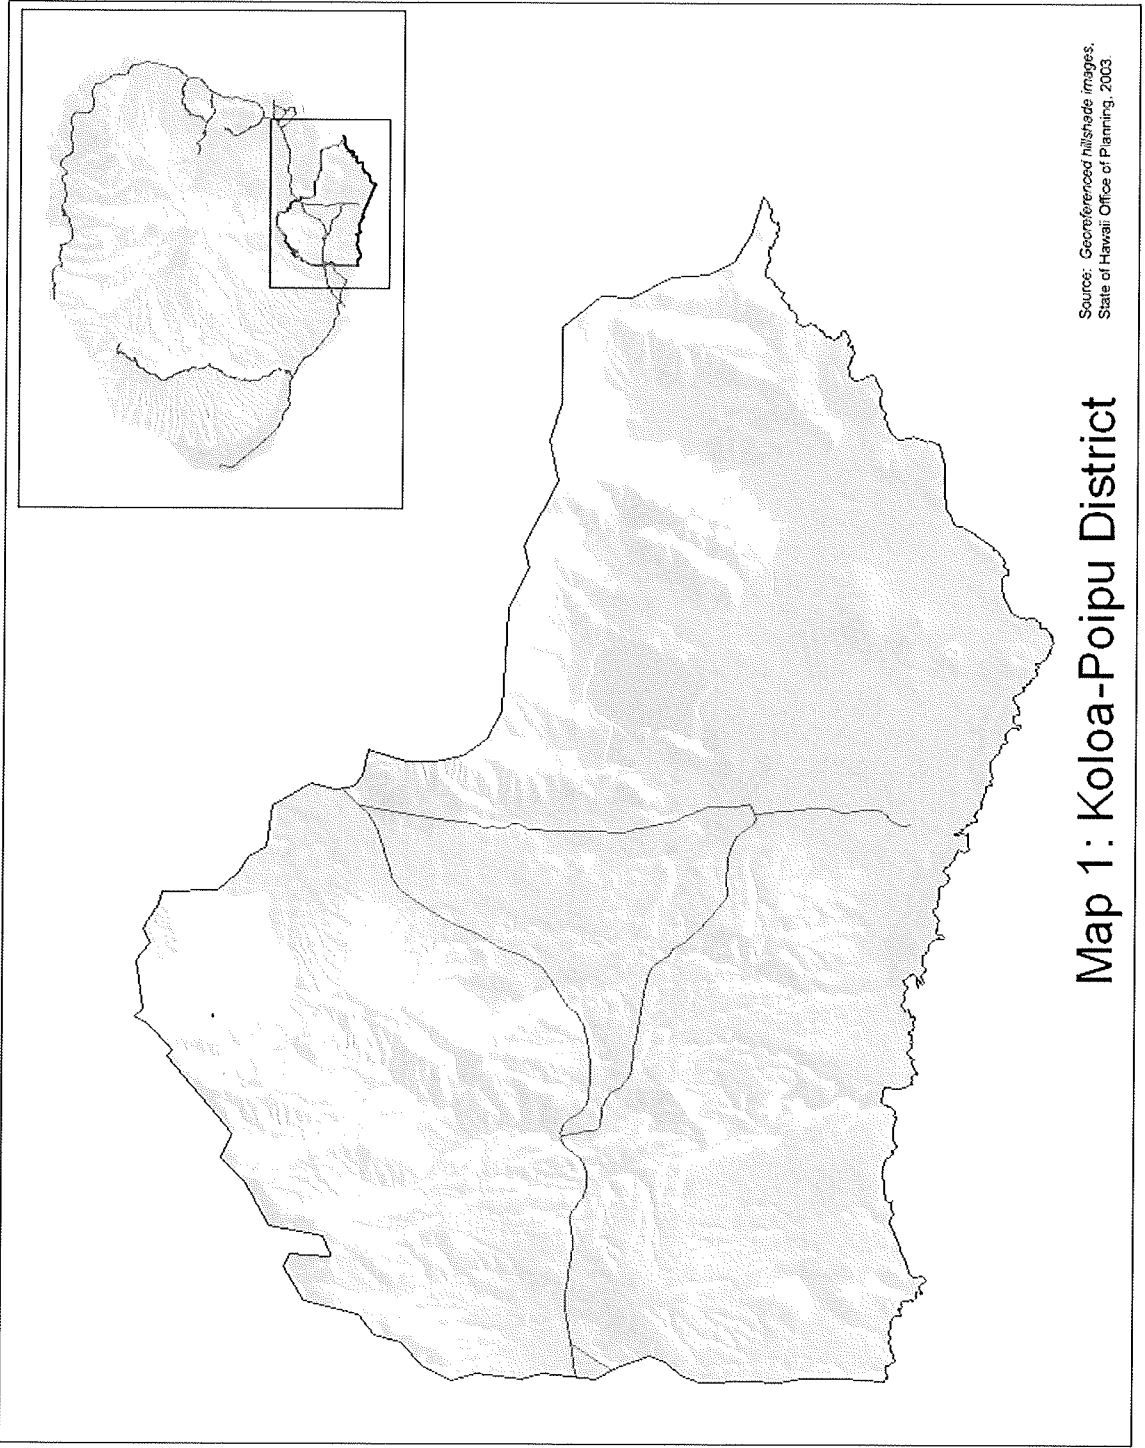 Map 1: Koloa-Poipu District
Source: Georeferenced hillshade images,
State of Hawaii Office of Planning, 2003.